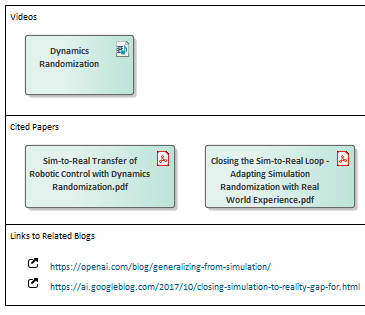 Videos
Dynamics
Randomization
Cited Papers
Sim-to-Real Transfer of
Robotic Control with Dynamics
Randomization.pdf
Closing the Sim-to-Real Loop -
Adapting Simulation
Randomization with Real
World Experience.pdf
Links to Related Blogs
https://openai.com/blog/generalizing-from-simulation/
https://ai.googleblog.com/2017/10/closing-simulation-to-reality-gap-for.html